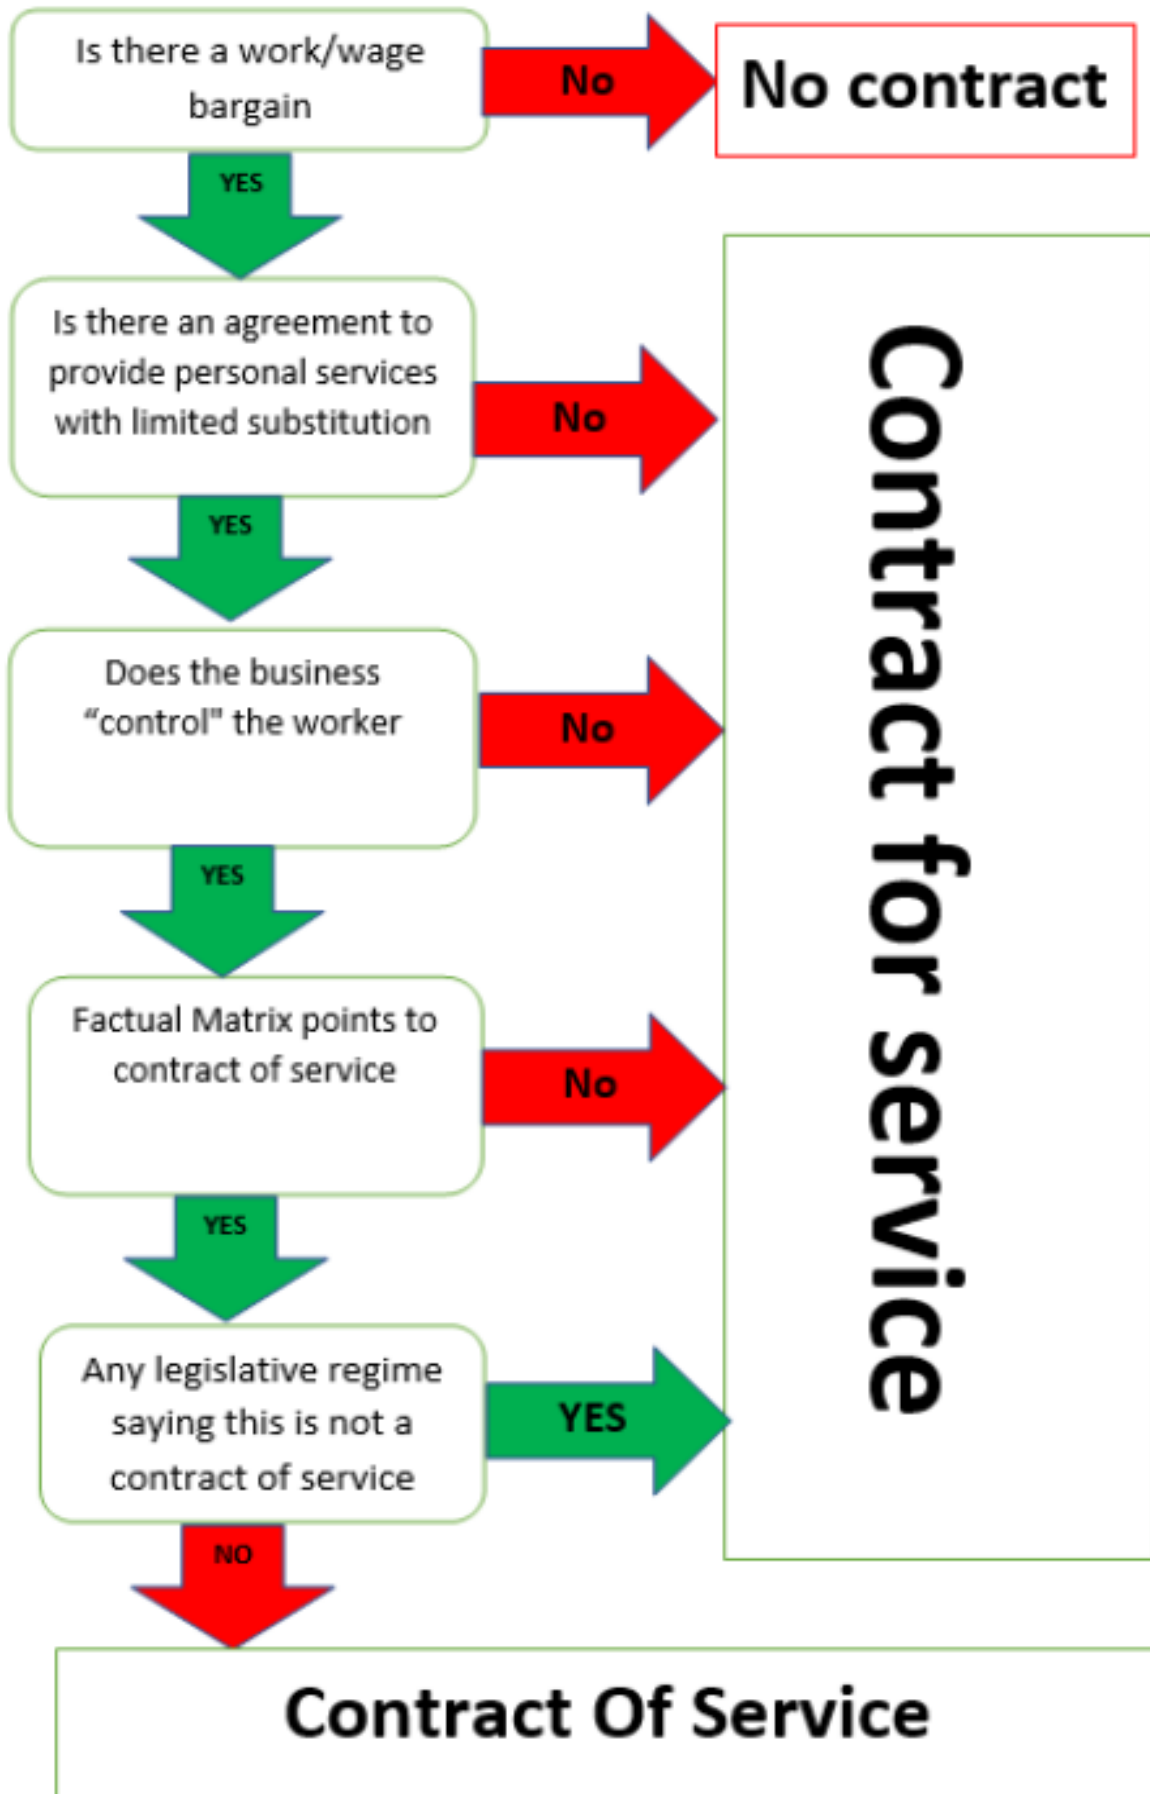 Is there a work/wage
bargain
No
No contract
YES
Is there an agreement to
provide personal services
with limited substitution
No
YES
Does the business
“control" the worker
No
YES
Factual Matrix points to
contract of service
No
YES
Any legislative regime
saying this is not a
contract of service
YES
NO
Contract for service
Contract Of Service